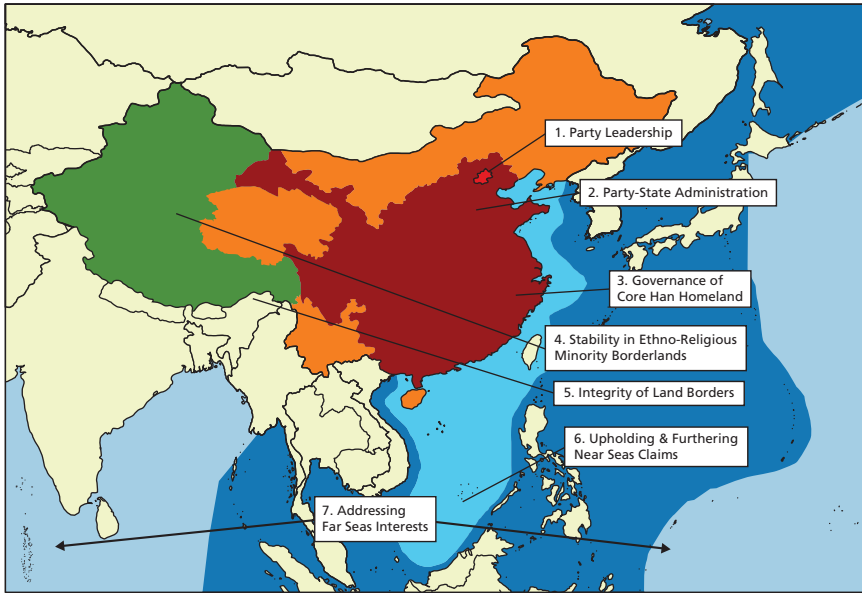 1. Party Leadership
2. Party-State Administration
3. Governance of
Core Han Homeland
4. Stability in Ethno-Religious
Minority Borderlands
5. Integrity of Land Borders
6. Upholding & Furthering
Near Seas Claims
7. Addressing
Far Seas Interests